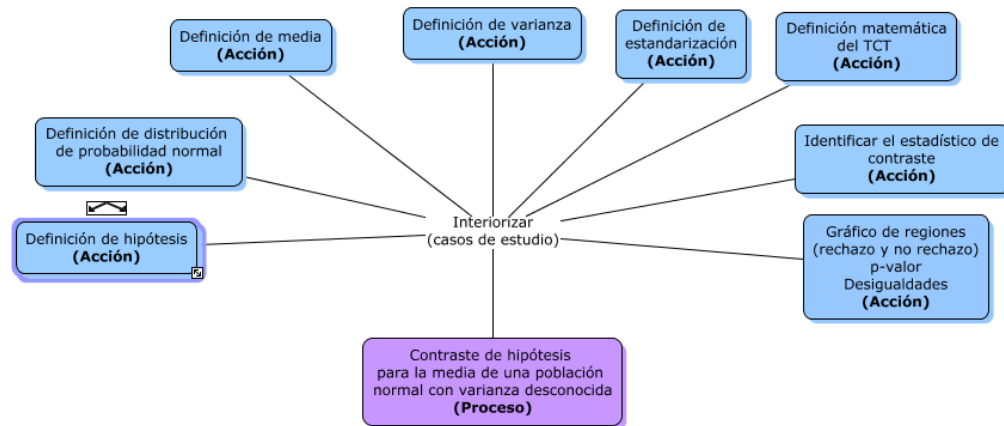 Definición de media
(Acción)
Definición de varianza
(Acción)
Definición de
estandarización
(Acción)
Definición matemática
del TCT
(Acción)
Definición de distribución
de probabilidad normal
(Acción)
Identificar el estadístico de
contraste
(Acción)
Definición de hipótesis
(Acción)
Interiorizar
(casos de estudio)
Gráfico de regiones
(rechazo y no rechazo)
p-valor
Desigualdades
(Acción)
Contraste de hipótesis
para la media de una población
normal con varianza desconocida
(Proceso)